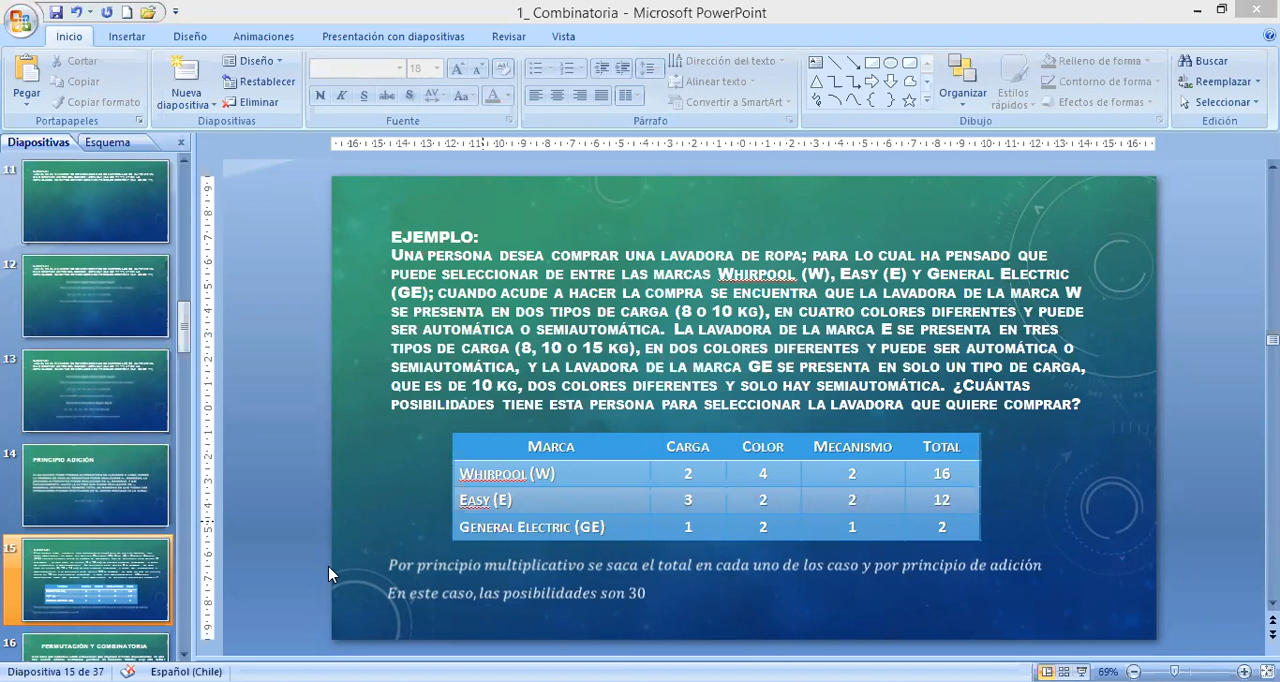 1_ Combinatoria - Microsoft PowerPoint
Inicio Insertar Diseño Animaciones Presentación con diapositivas Revisar Vista
Pegar
Cortar
Copiar
Copiar formato
Portapapeles
Nueva diapositiva
Diseño
Restablecer
Eliminar
Diapositivas
18
Fuente
Párrafo
Dirección del texto
Alinear texto
Convertir a SmartArt
Organizar
Estilos rápidos
Relleno de forma
Contorno de forma
Efectos de formas
Dibujo
Buscar
Reemplazar
Seleccionar
Edición
Diapositivas Esquema
11
12
13
14
PRINCIPIO ADICIÓN
15
16
PERMUTACIÓN Y COMBINATORIA
EJEMPLO:
UNA PERSONA DESEA COMPRAR UNA LAVADORA DE ROPA; PARA LO CUAL HA PENSADO QUE
PUEDE SELECCIONAR DE ENTRE LAS MARCAS WHIRPOOL (W), EASY (E) Y GENERAL ELECTRIC
(GE); CUANDO ACUDE A HACER LA COMPRA SE ENCUENTRA QUE LA LAVADORA DE LA MARCA W
SE PRESENTA EN DOS TIPOS DE CARGA (8 O 10 KG), EN CUATRO COLORES DIFERENTES Y PUEDE
SER AUTOMÁTICA O SEMIAUTOMÁTICA. LA LAVADORA DE LA MARCA E SE PRESENTA EN TRES
TIPOS DE CARGA (8, 10 O 15 KG), EN DOS COLORES DIFERENTES Y PUEDE SER AUTOMÁTICA O
SEMIAUTOMÁTICA, Y LA LAVADORA DE LA MARCA GE SE PRESENTA EN SOLO UN TIPO DE CARGA,
QUE ES DE 10 KG, DOS COLORES DIFERENTES Y SOLO HAY SEMIAUTOMÁTICA. ¿CUÁNTAS
POSIBILIDADES TIENE ESTA PERSONA PARA SELECCIONAR LA LAVADORA QUE QUIERE COMPRAR?
MARCA CARGA COLOR MECANISMO TOTAL
WHIRPOOL (W) 2 4 2 16
EASY (E) 3 2 2 12
GENERAL ELECTRIC (GE) 1 2 1 2
Por principio multiplicativo se saca el total en cada uno de los caso y por principio de adición
En este caso, las posibilidades son 30
Diapositiva 15 de 37 Español (Chile) 69%